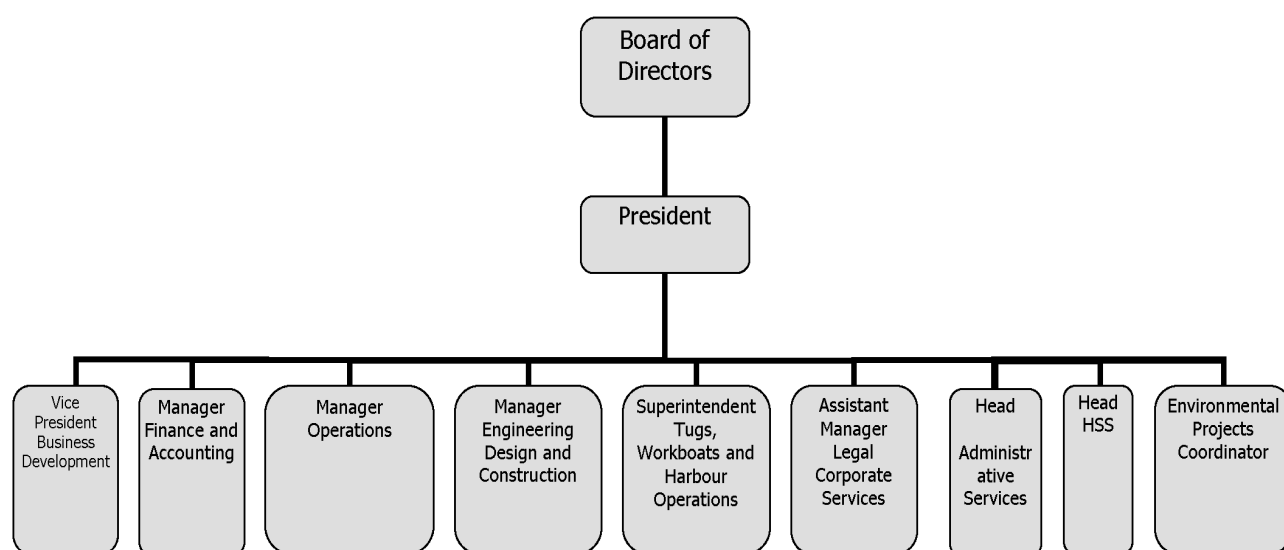 Board of
Directors
President
Vice
President
Business
Development
Manager
Finance and
Accounting
Manager
Operations
Manager
Engineering
Design and
Construction
Superintendent
Tugs,
Workboats and
Harbour
Operations
Assistant
Manager
Legal
Corporate
Services
Head
Administr
ative
Services
Head
HSS
Environmental
Projects
Coordinator